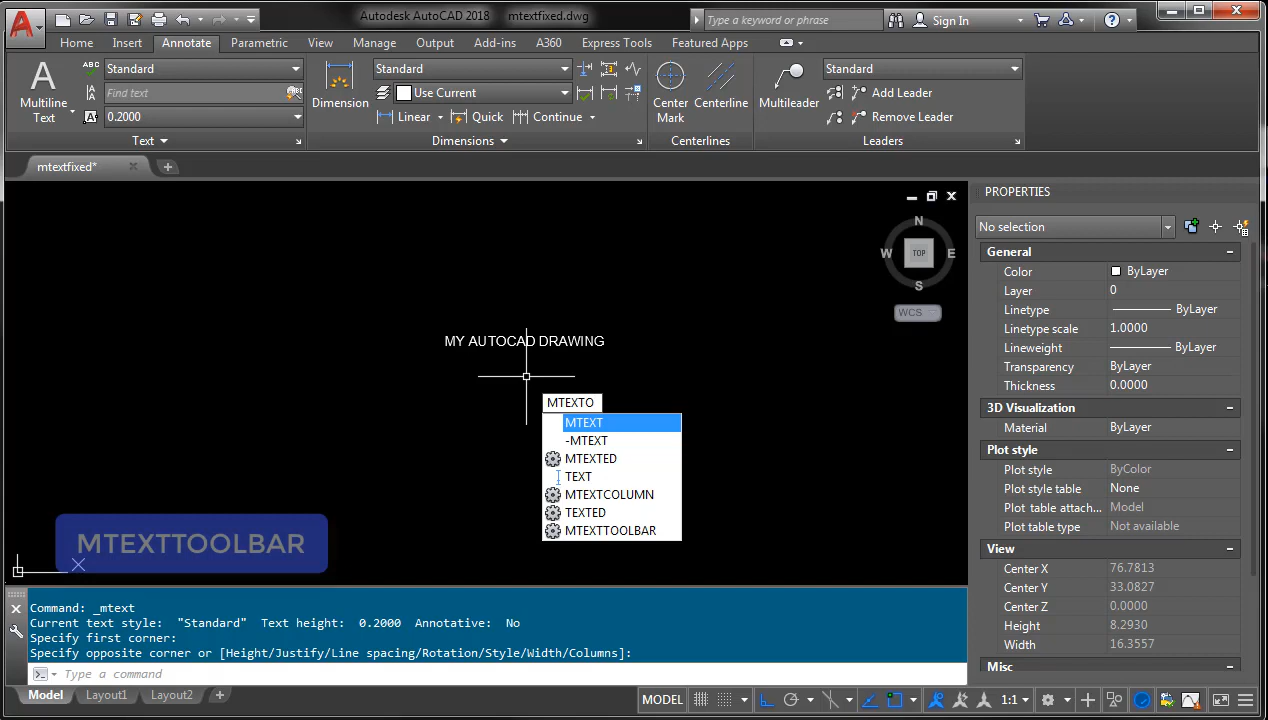 Autodesk AutoCAD 2018 mtextfixed.dwg
Type a keyword or phrase
Sign In
Home Insert Annotate Parametric View Manage Output Add-ins A360 Express Tools Featured Apps
A
Multiline
Text
ABC
Standard
Find text
0.2000
Text
Dimension
Standard
Use Current
Linear
Quick
Continue
Dimensions
Center
Mark
Centerline
Centerlines
Multileader
Standard
Add Leader
Remove Leader
Leaders
mtextfixed*
N
W
TOP
E
S
WCS
MY AUTOCAD DRAWING
MTEXTO
MTEXT
-MTEXT
MTEXTED
TEXT
MTEXTCOLUMN
TEXTED
MTEXTTOOLBAR
MTEXTTOOLBAR
Command: _mtext
Current text style: "Standard" Text height: 0.2000 Annotative: No
Specify first corner:
Specify opposite corner or [Height/Justify/Line spacing/Rotation/Style/Width/Columns]:
Type a command
Model Layout1 Layout2
MODEL
1:1
PROPERTIES
No selection
General
Color ByLayer
Layer 0
Linetype ByLayer
Linetype scale 1.0000
Lineweight ByLayer
Transparency ByLayer
Thickness 0.0000
3D Visualization
Material ByLayer
Plot style
Plot style ByColor
Plot style table None
Plot table attach... Model
Plot table type Not available
View
Center X 76.7813
Center Y 33.0827
Center Z 0.0000
Height 8.2930
Width 16.3557
Misc